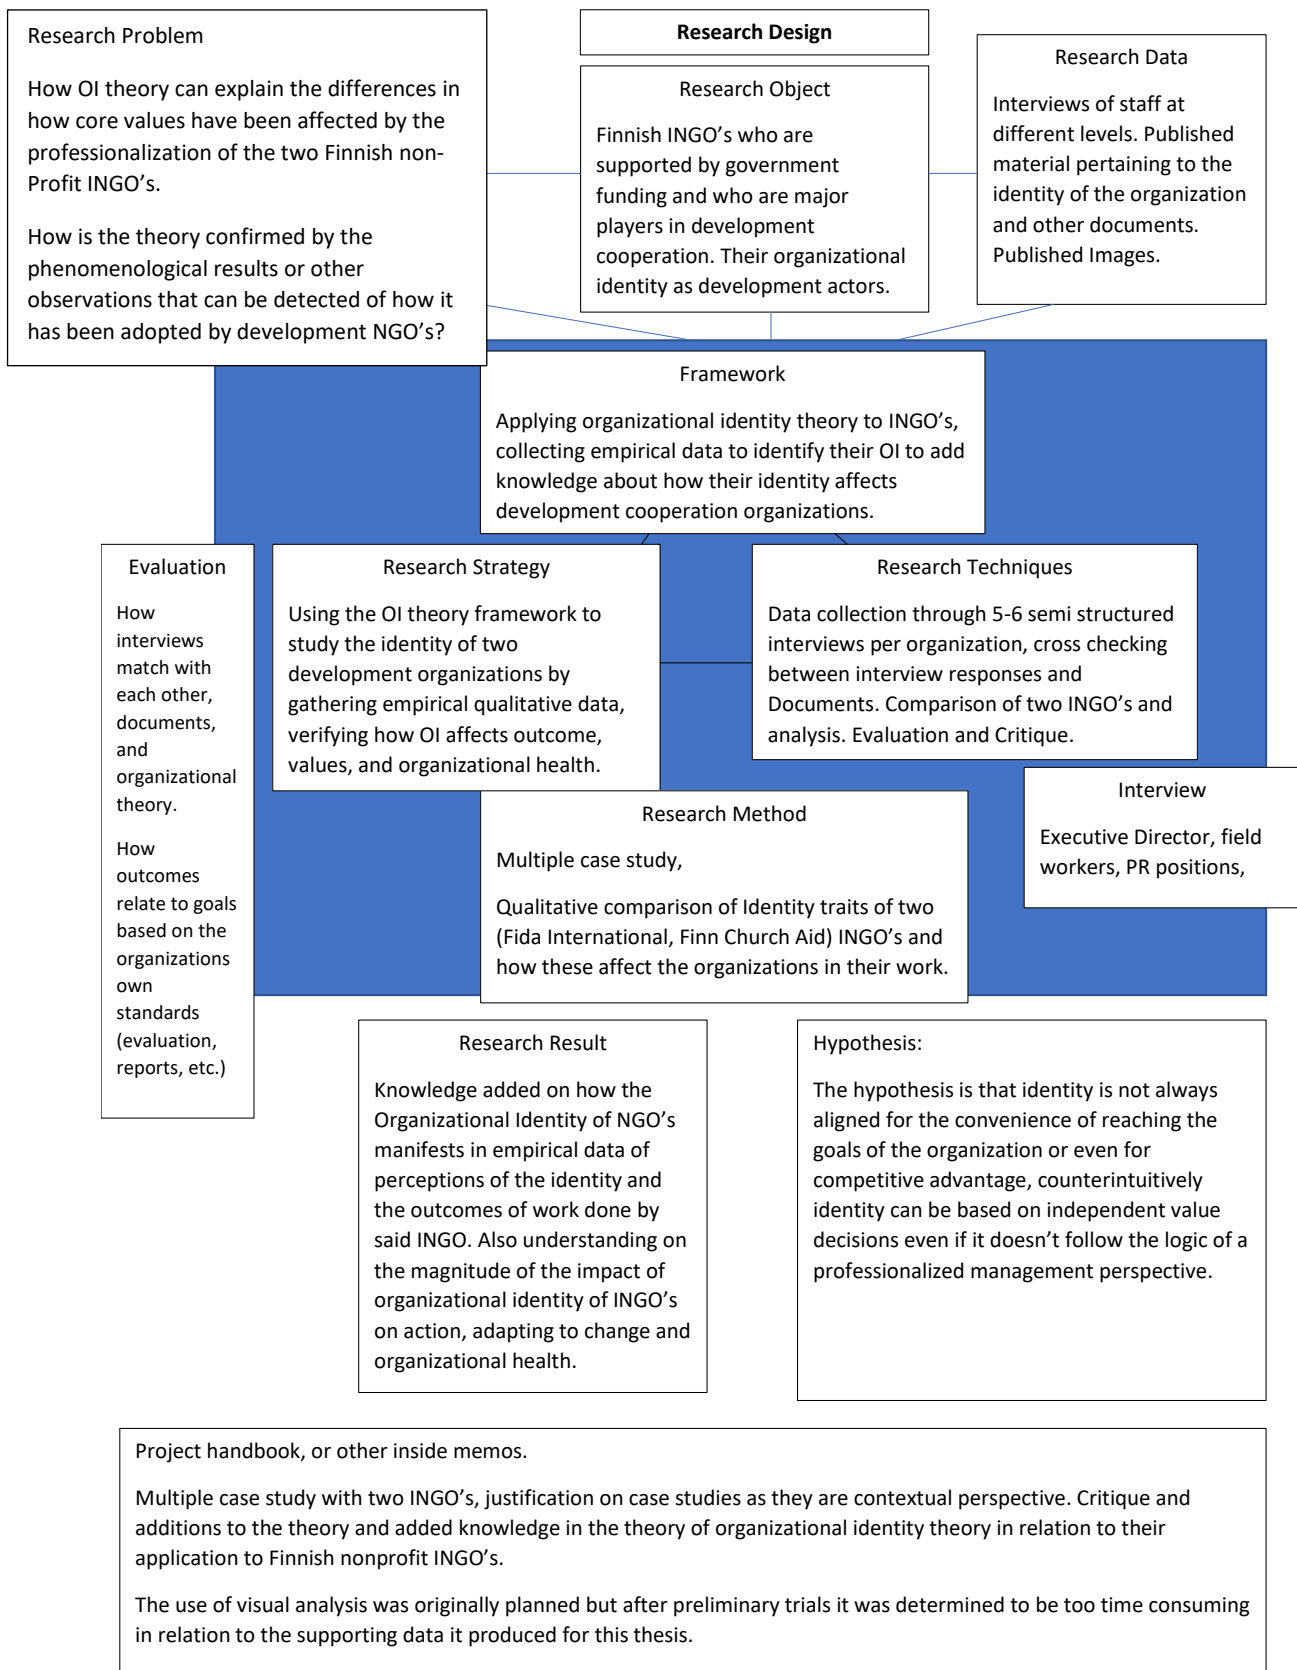 Research Design
Research Problem
How OI theory can explain the differences in
how core values have been affected by the
professionalization of the two Finnish non-
Profit INGO’s.
How is the theory confirmed by the
phenomenological results or other
observations that can be detected of how it
has been adopted by development NGO’s?
Research Object
Finnish INGO’s who are
supported by government
funding and who are major
players in development
cooperation. Their organizational
identity as development actors.
Research Data
Interviews of staff at
different levels. Published
material pertaining to the
identity of the organization
and other documents.
Published Images.
Framework
Applying organizational identity theory to INGO’s,
collecting empirical data to identify their OI to add
knowledge about how their identity affects
development cooperation organizations.
Evaluation
How
interviews
match with
each other,
documents,
and
organizational
theory.
How
outcomes
relate to goals
based on the
organizations
own
standards
(evaluation,
reports, etc.)
Research Strategy
Using the OI theory framework to
study the identity of two
development organizations by
gathering empirical qualitative data,
verifying how OI affects outcome,
values, and organizational health.
Research Techniques
Data collection through 5-6 semi structured
interviews per organization, cross checking
between interview responses and
Documents. Comparison of two INGO’s and
analysis. Evaluation and Critique.
Interview
Executive Director, field
workers, PR positions,
Research Method
Multiple case study,
Qualitative comparison of Identity traits of two
(Fida International, Finn Church Aid) INGO’s and
how these affect the organizations in their work.
Research Result
Knowledge added on how the
Organizational Identity of NGO’s
manifests in empirical data of
perceptions of the identity and
the outcomes of work done by
said INGO. Also understanding on
the magnitude of the impact of
organizational identity of INGO’s
on action, adapting to change and
organizational health.
Hypothesis:
The hypothesis is that identity is not always
aligned for the convenience of reaching the
goals of the organization or even for
competitive advantage, counterintuitively
identity can be based on independent value
decisions even if it doesn’t follow the logic of a
professionalized management perspective.
Project handbook, or other inside memos.
Multiple case study with two INGO’s, justification on case studies as they are contextual perspective. Critique and
additions to the theory and added knowledge in the theory of organizational identity theory in relation to their
application to Finnish nonprofit INGO’s.
The use of visual analysis was originally planned but after preliminary trials it was determined to be too time consuming
in relation to the supporting data it produced for this thesis.